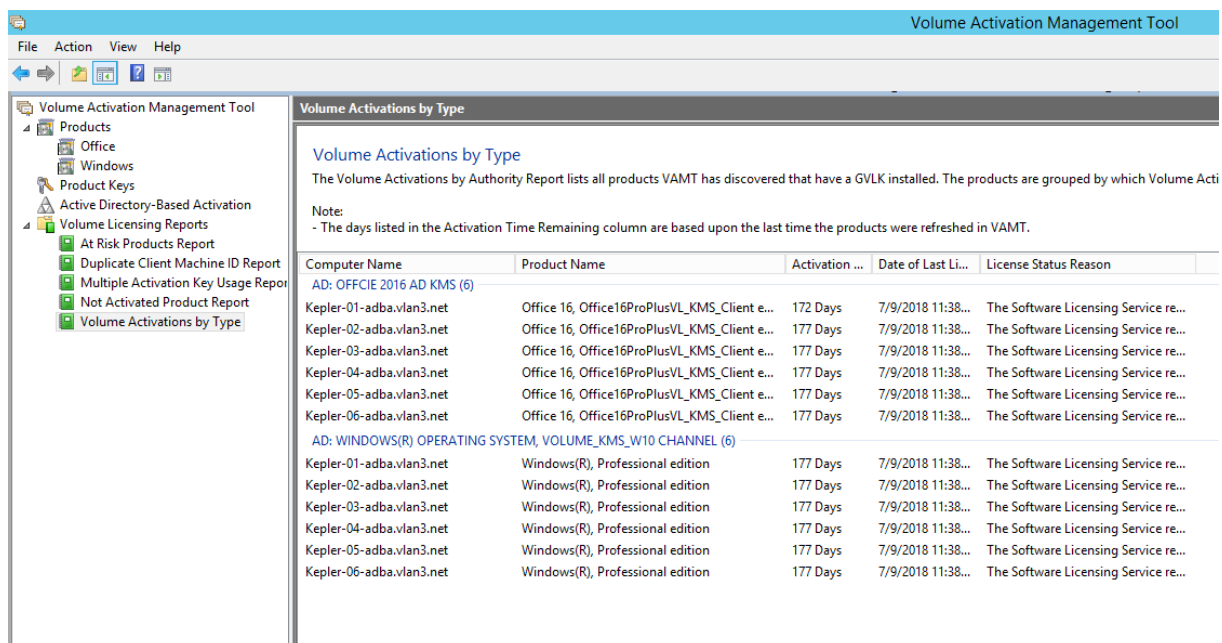 Volume Activation Management Tool
File Action View Help
Volume Activation Management Tool
Products
Office
Windows
Product Keys
Active Directory-Based Activation
Volume Licensing Reports
At Risk Products Report
Duplicate Client Machine ID Report
Multiple Activation Key Usage Repor
Not Activated Product Report
Volume Activations by Type
Volume Activations by Type
Volume Activations by Type
The Volume Activations by Authority Report lists all products VAMT has discovered that have a GVLK installed. The products are grouped by which Volume Acti
Note:
- The days listed in the Activation Time Remaining column are based upon the last time the products were refreshed in VAMT.
Computer Name Product Name Activation ... Date of Last Li... License Status Reason
AD: OFFCIE 2016 AD KMS (6)
Kepler-01-adba.vlan3.net Office 16, Office16ProPlusVL_KMS_Client e... 172 Days 7/9/2018 11:38... The Software Licensing Service re...
Kepler-02-adba.vlan3.net Office 16, Office16ProPlusVL_KMS_Client e... 177 Days 7/9/2018 11:38... The Software Licensing Service re...
Kepler-03-adba.vlan3.net Office 16, Office16ProPlusVL_KMS_Client e... 177 Days 7/9/2018 11:38... The Software Licensing Service re...
Kepler-04-adba.vlan3.net Office 16, Office16ProPlusVL_KMS_Client e... 177 Days 7/9/2018 11:38... The Software Licensing Service re...
Kepler-05-adba.vlan3.net Office 16, Office16ProPlusVL_KMS_Client e... 177 Days 7/9/2018 11:38... The Software Licensing Service re...
Kepler-06-adba.vlan3.net Office 16, Office16ProPlusVL_KMS_Client e... 177 Days 7/9/2018 11:38... The Software Licensing Service re...
AD: WINDOWS(R) OPERATING SYSTEM, VOLUME_KMS_W10 CHANNEL (6)
Kepler-01-adba.vlan3.net Windows(R), Professional edition 177 Days 7/9/2018 11:38... The Software Licensing Service re...
Kepler-02-adba.vlan3.net Windows(R), Professional edition 177 Days 7/9/2018 11:38... The Software Licensing Service re...
Kepler-03-adba.vlan3.net Windows(R), Professional edition 177 Days 7/9/2018 11:38... The Software Licensing Service re...
Kepler-04-adba.vlan3.net Windows(R), Professional edition 177 Days 7/9/2018 11:38... The Software Licensing Service re...
Kepler-05-adba.vlan3.net Windows(R), Professional edition 177 Days 7/9/2018 11:38... The Software Licensing Service re...
Kepler-06-adba.vlan3.net Windows(R), Professional edition 177 Days 7/9/2018 11:38... The Software Licensing Service re...